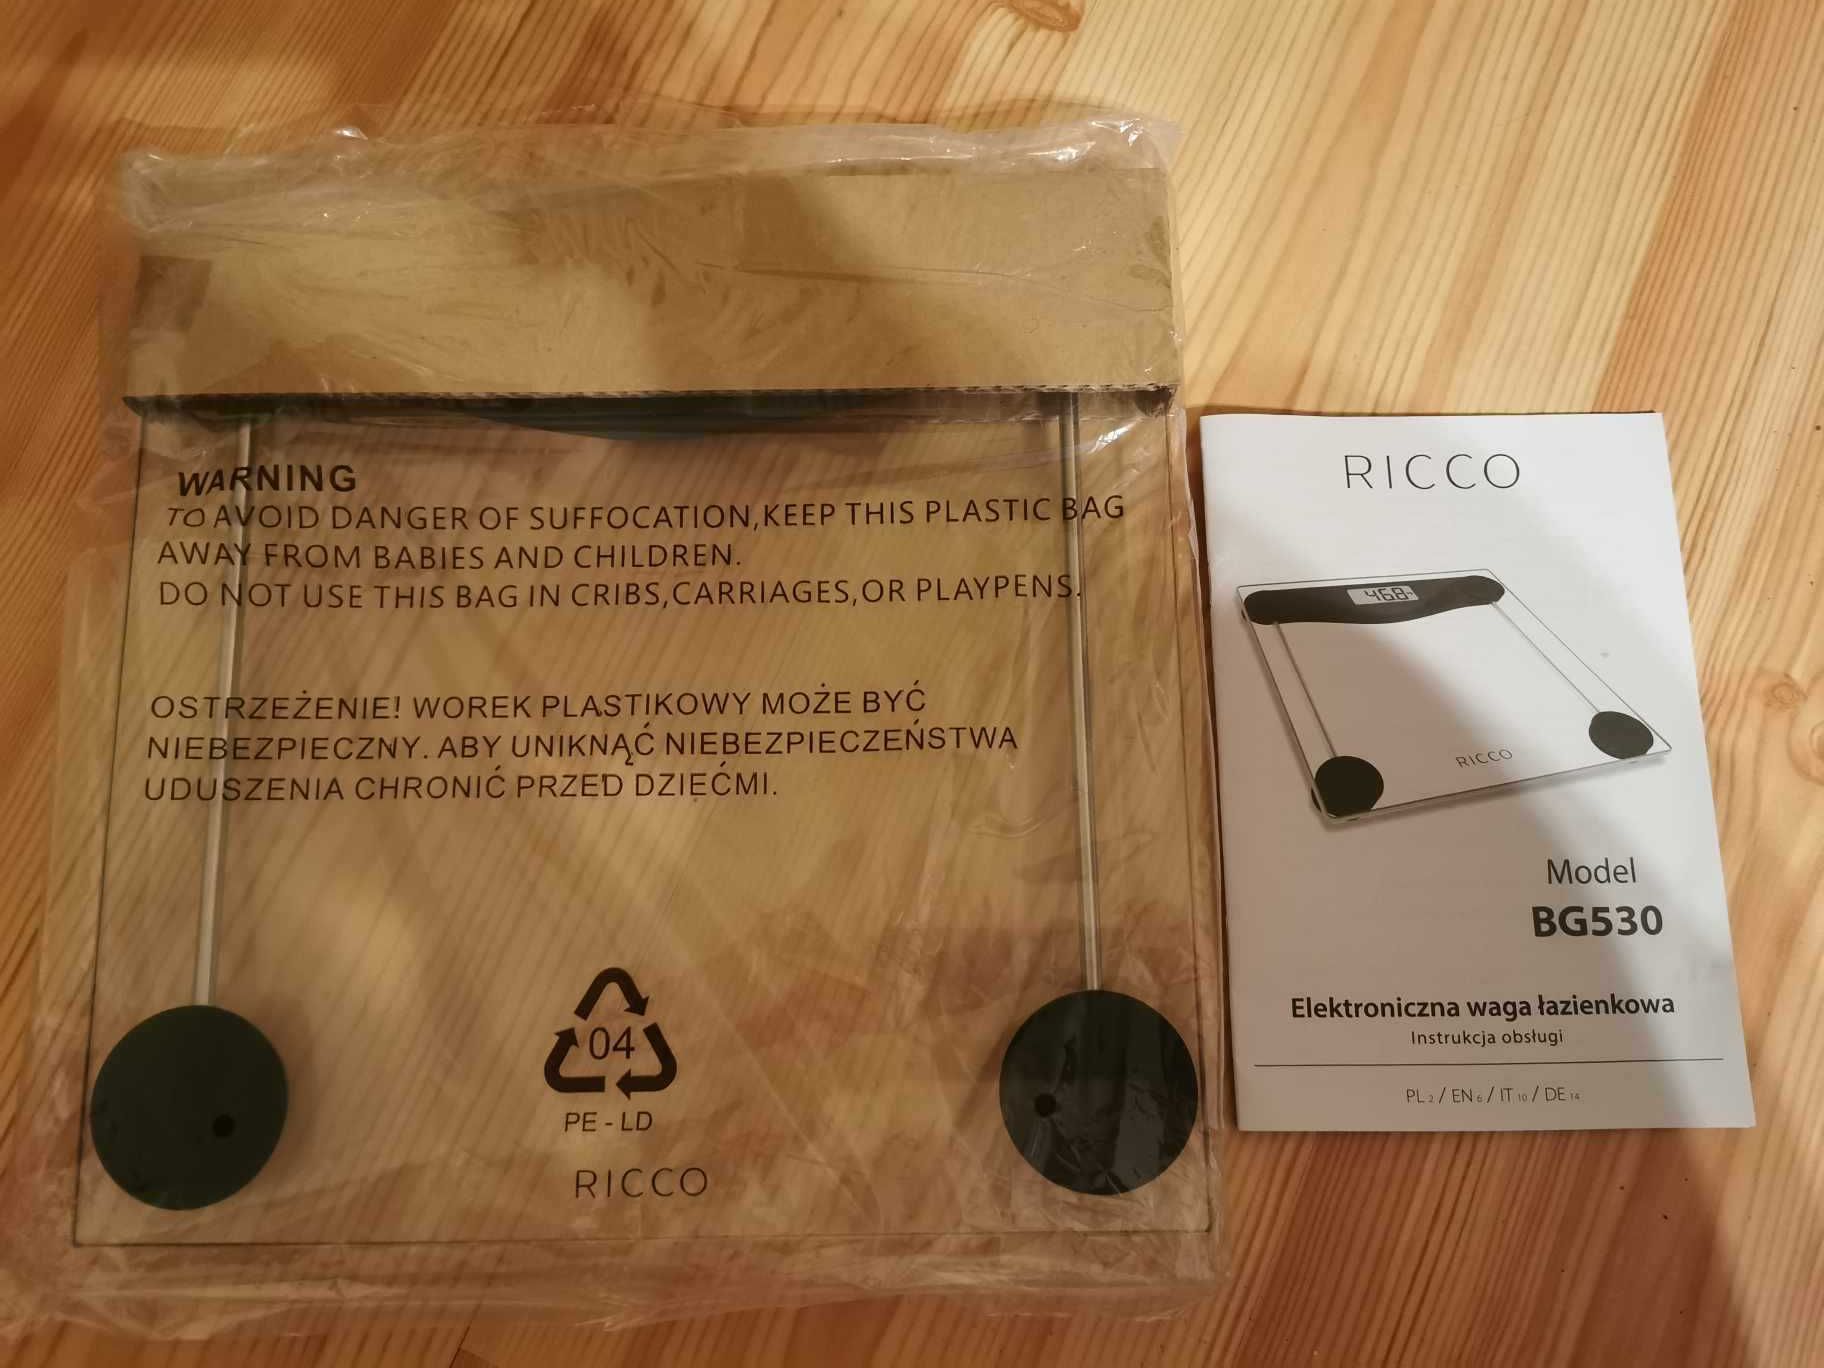 WARNING
TO AVOID DANGER OF SUFFOCATION,KEEP THIS PLASTIC BAG
AWAY FROM BABIES AND CHILDREN.
DO NOT USE THIS BAG IN CRIBS,CARRIAGES,OR PLAYPENS.
OSTRZEŻENIE! WOREK PLASTIKOWY MOŻE BYĆ
NIEBEZPIECZNY. ABY UNIKNĄĆ NIEBEZPIECZEŃSTWA
UDUSZENIA CHRONIĆ PRZED DZIEĆMI.
04
PE - LD
RICCO
RICCO
46.8
RICCO
Model
BG530
Elektroniczna waga łazienkowa
Instrukcja obsługi
PL 2 / EN 6 / IT 10 / DE 14